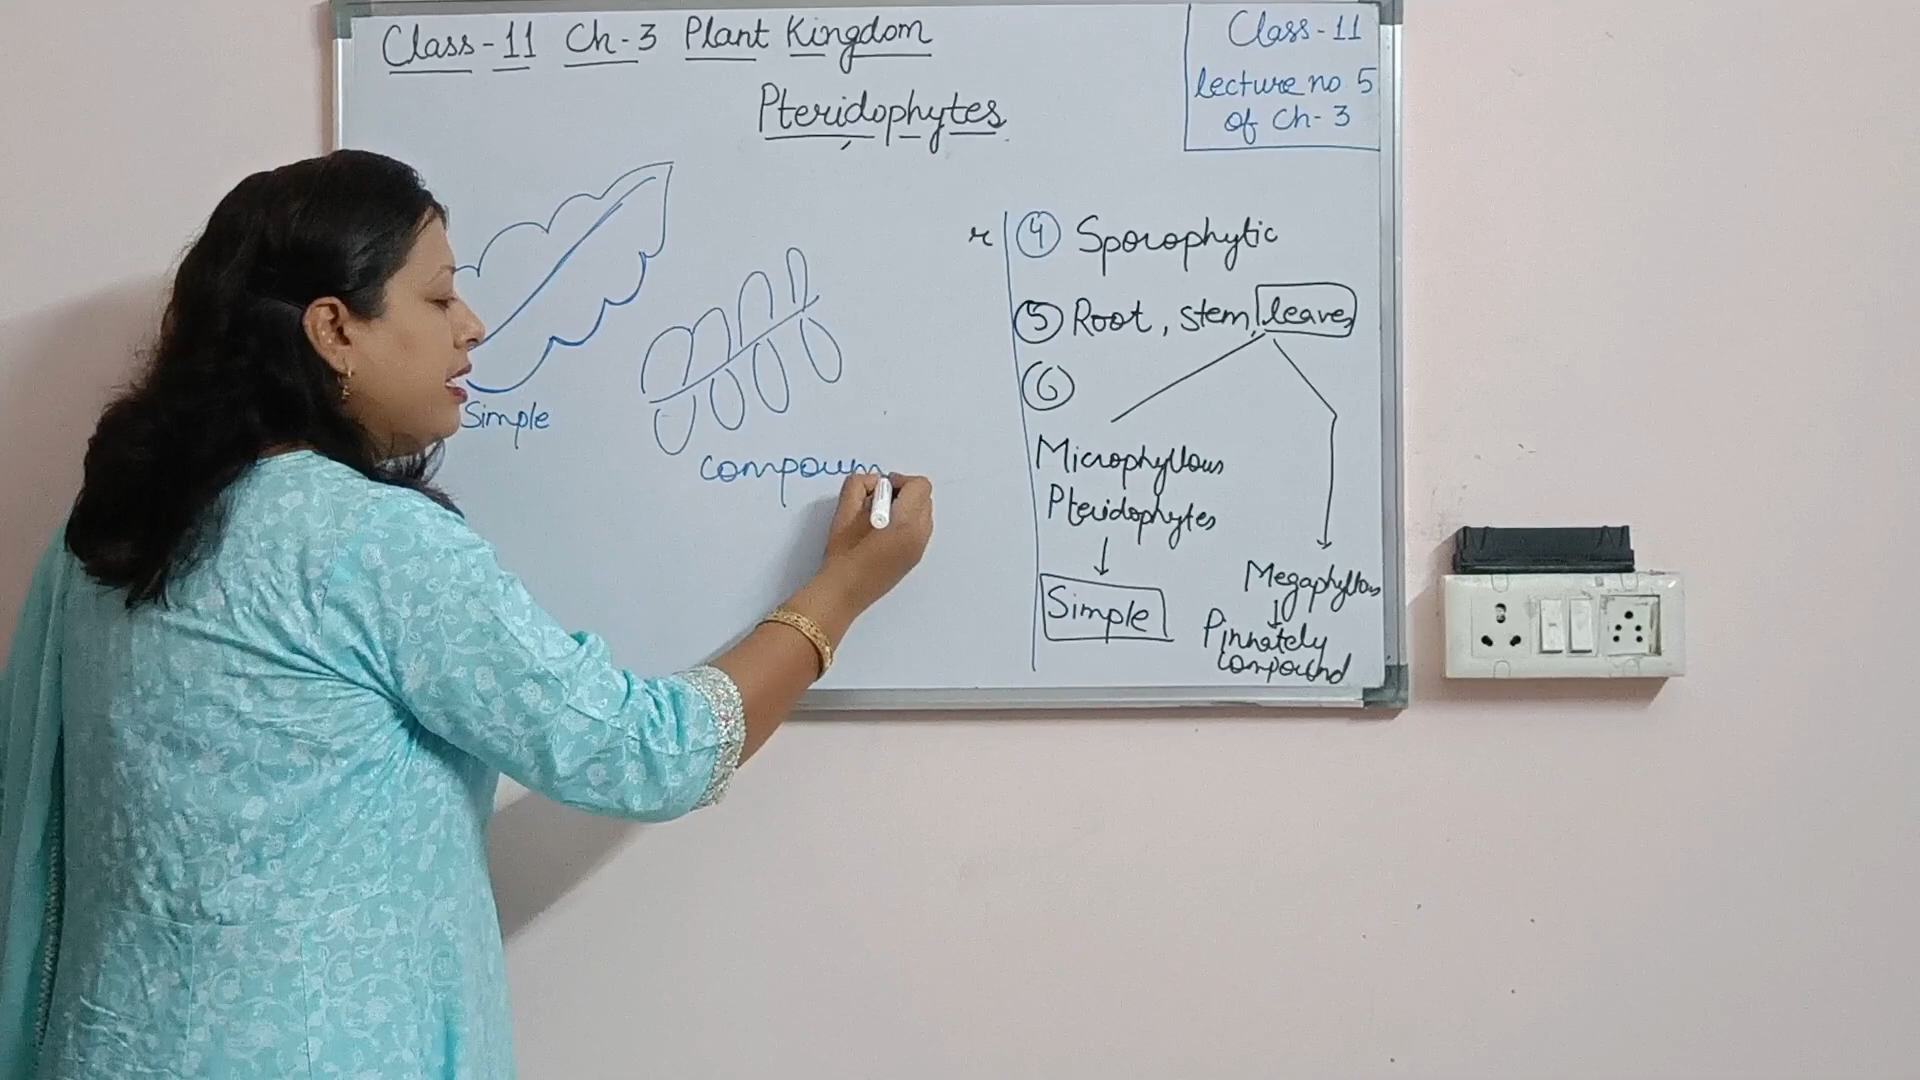 Class-11 Ch-3 Plant Kingdom
Pteridophytes
Class-11
lecture no 5
of Ch-3
Simple
compoun
r
④ Sporophytic
⑤ Root, stem, leaves
⑥
Microphyllous
Pteridophytes
↓
Simple
Megaphyllous
↓
Pinnately
compound